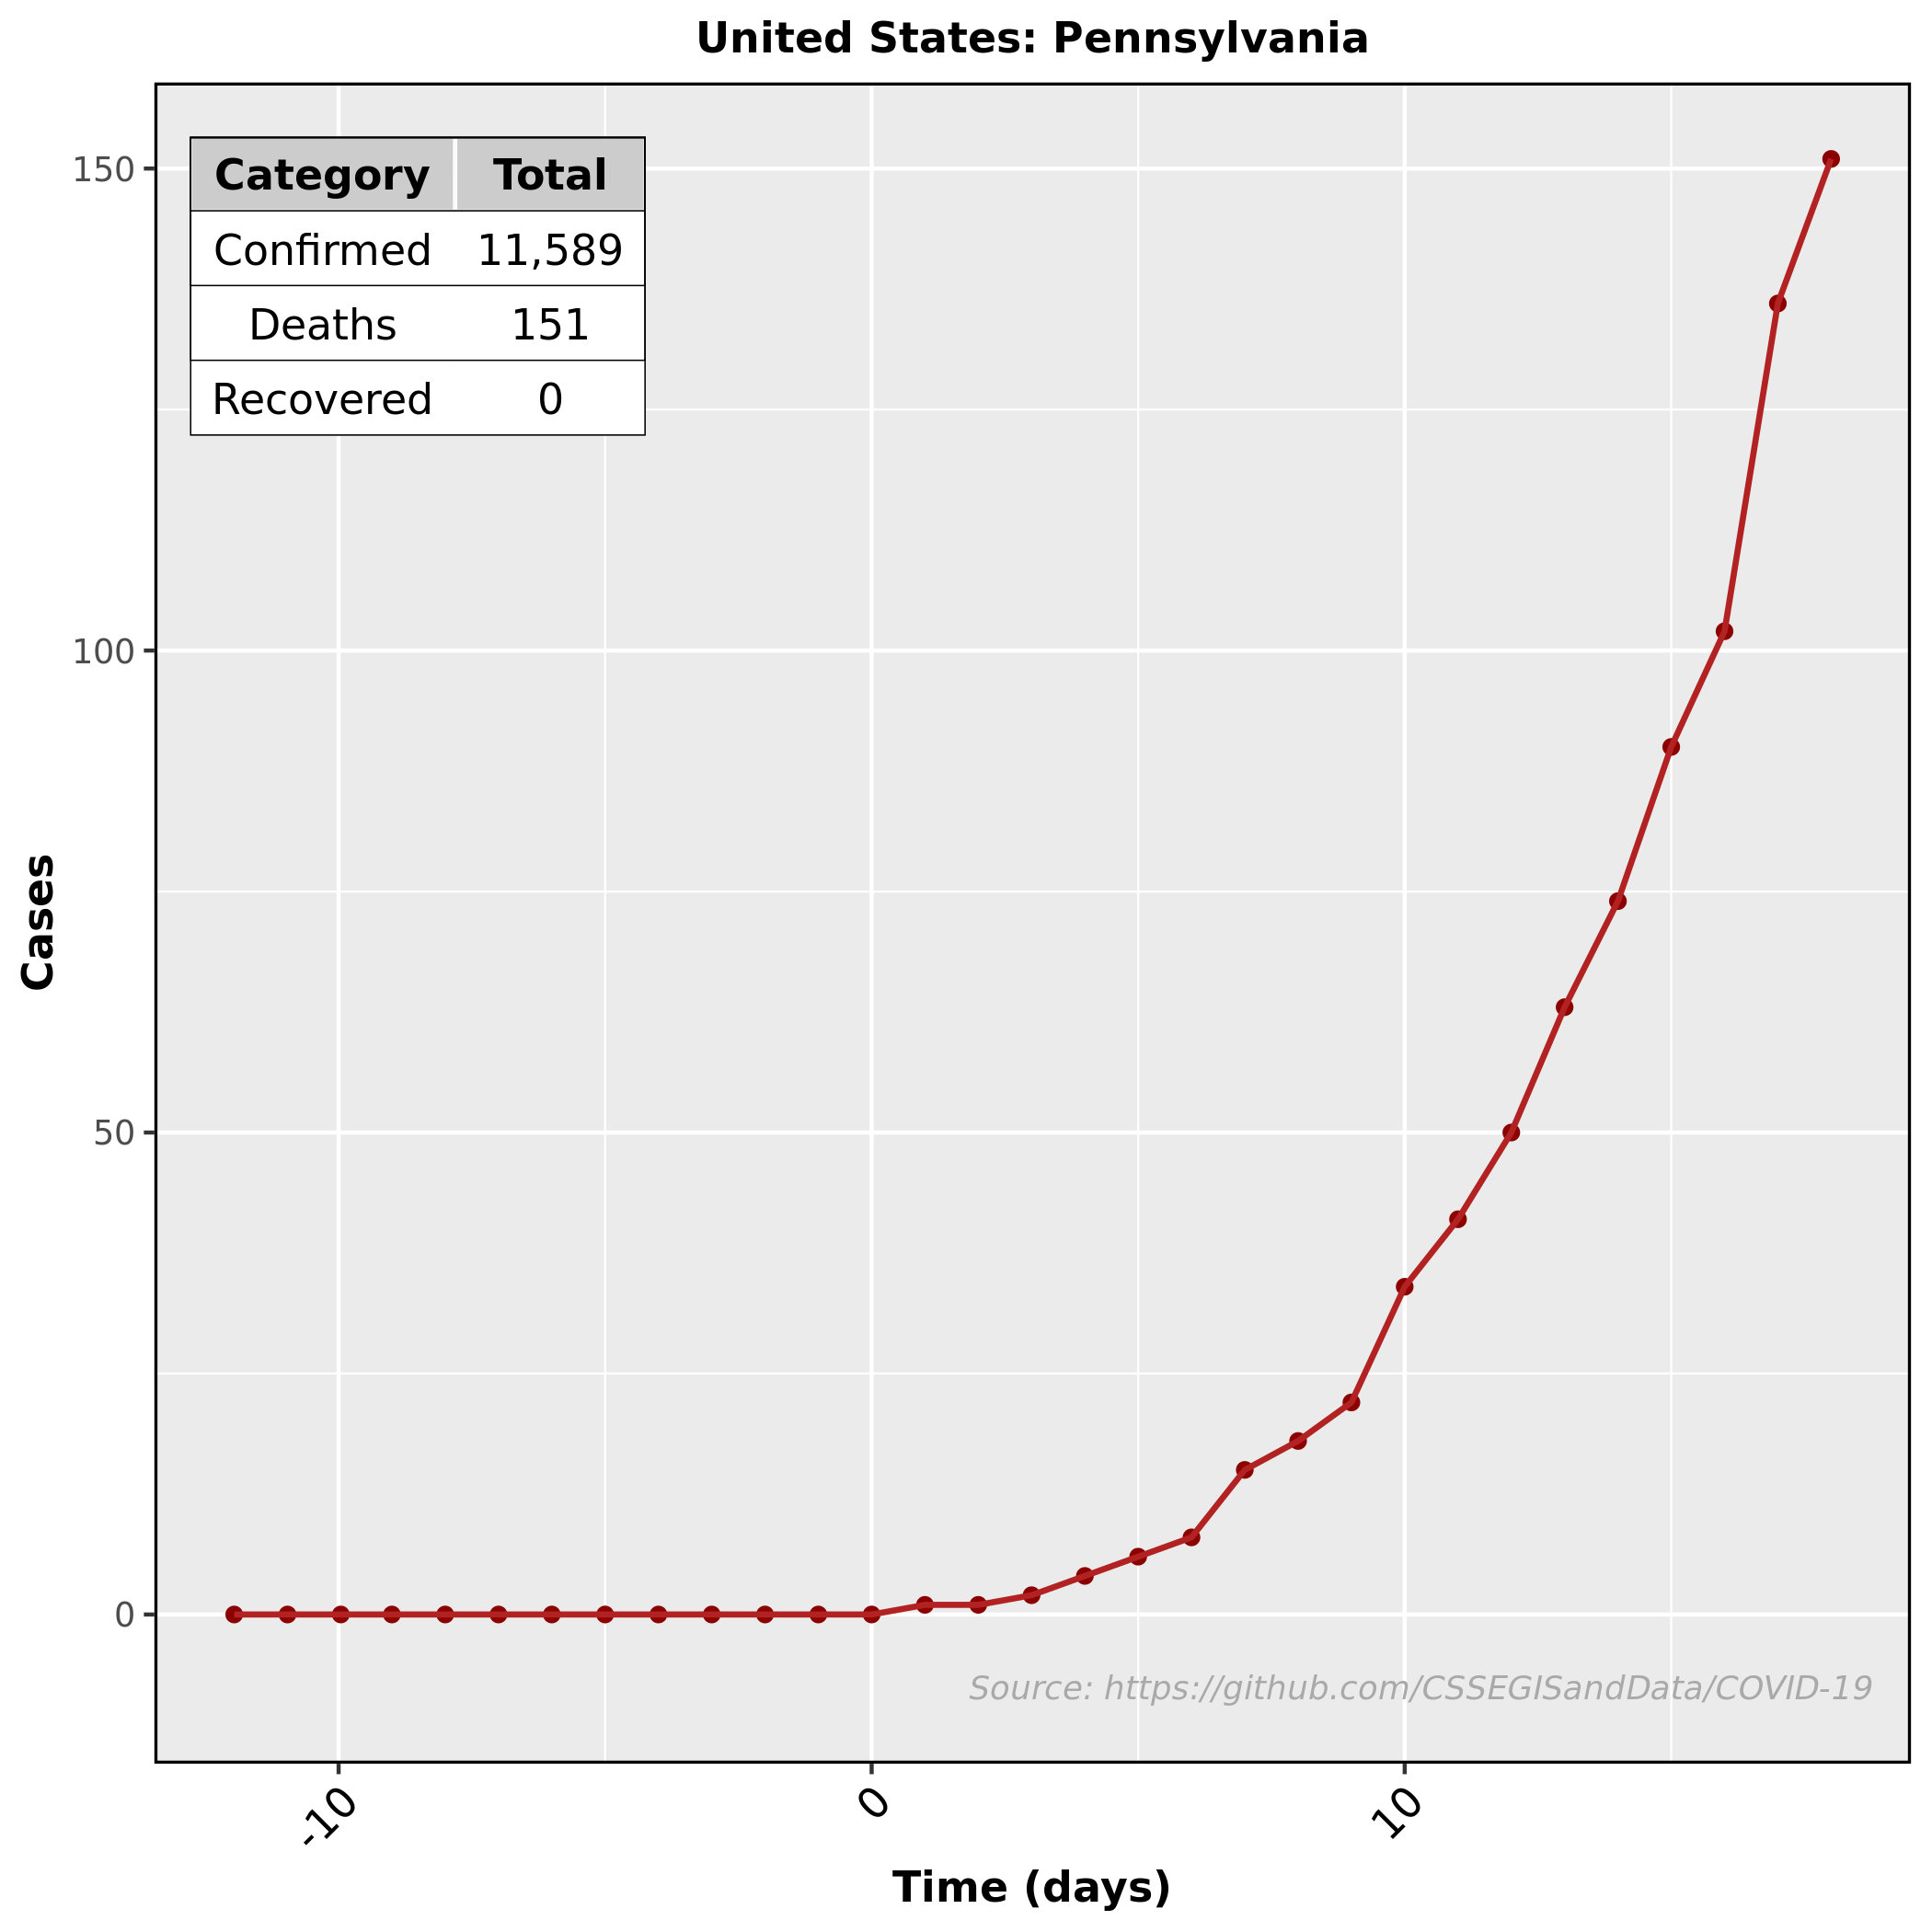 United States: Pennsylvania
Category Total
Confirmed 11,589
Deaths 151
Recovered 0
150
100
50
0
Cases
Source: https://github.com/CSSEGISandData/COVID-19
-10 0 10
Time (days)